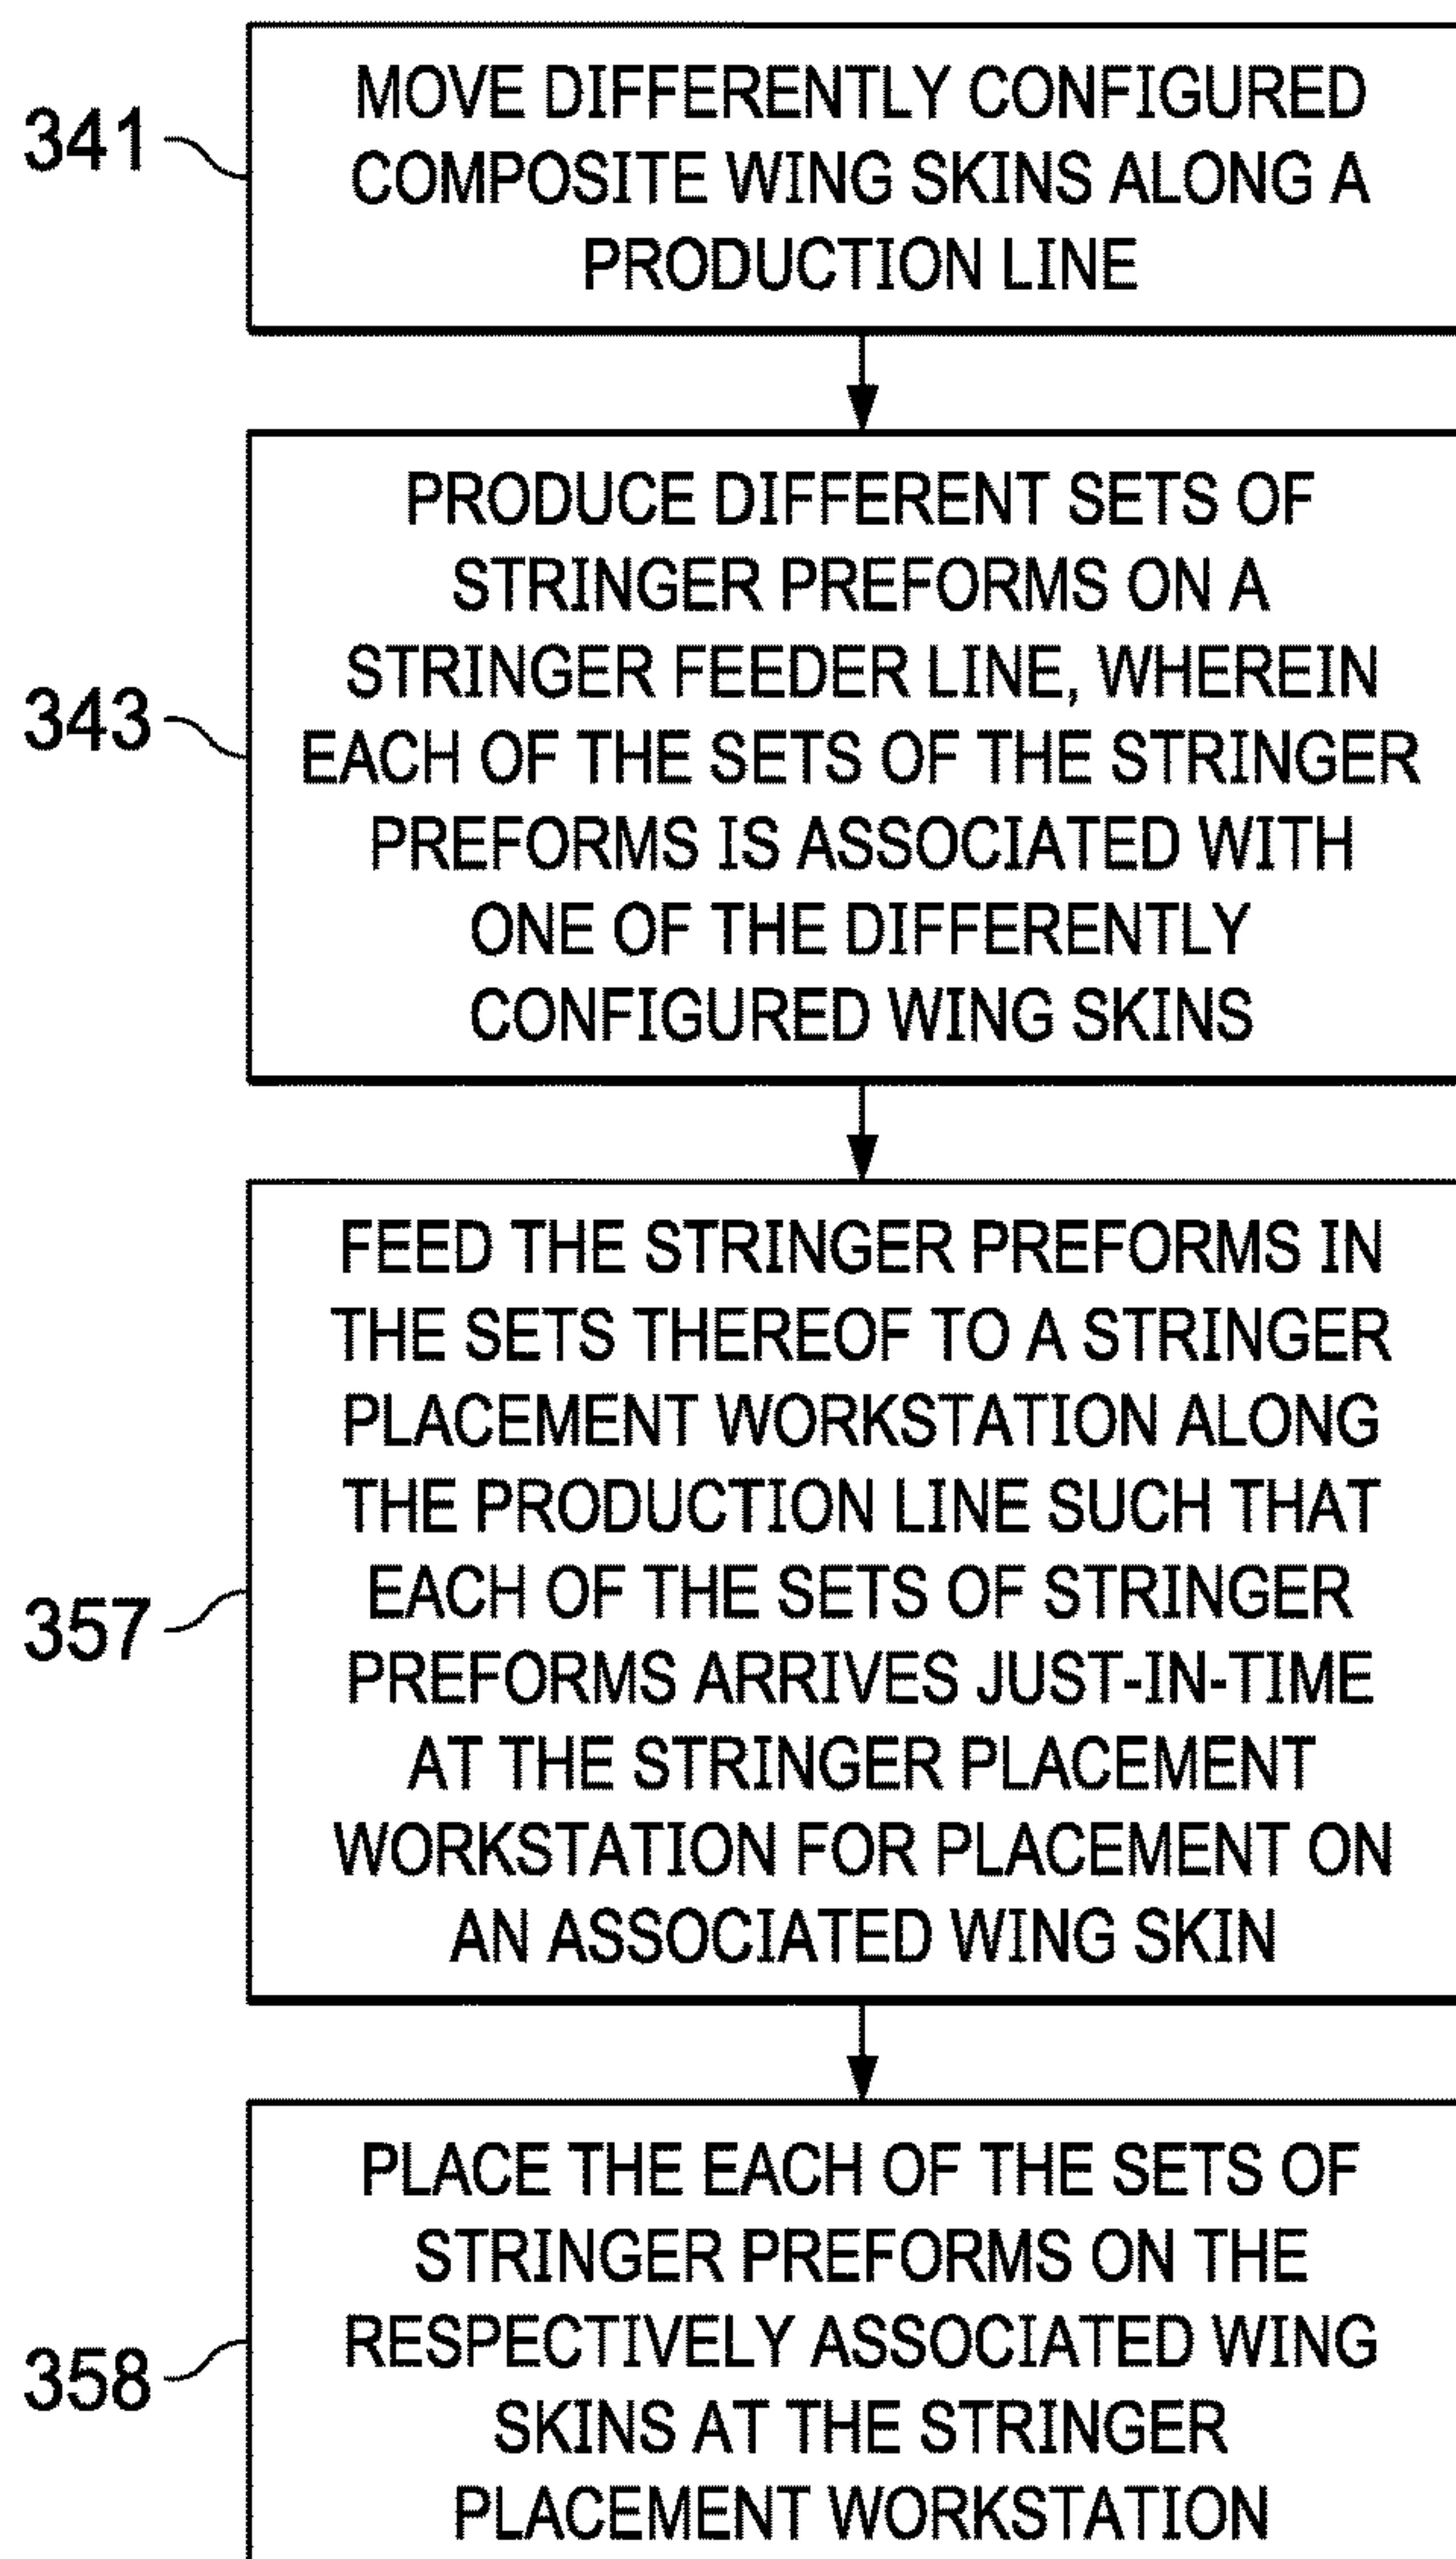 341
MOVE DIFFERENTLY CONFIGURED
COMPOSITE WING SKINS ALONG A
PRODUCTION LINE
343
PRODUCE DIFFERENT SETS OF
STRINGER PREFORMS ON A
STRINGER FEEDER LINE, WHEREIN
EACH OF THE SETS OF THE STRINGER
PREFORMS IS ASSOCIATED WITH
ONE OF THE DIFFERENTLY
CONFIGURED WING SKINS
357
FEED THE STRINGER PREFORMS IN
THE SETS THEREOF TO A STRINGER
PLACEMENT WORKSTATION ALONG
THE PRODUCTION LINE SUCH THAT
EACH OF THE SETS OF STRINGER
PREFORMS ARRIVES JUST-IN-TIME
AT THE STRINGER PLACEMENT
WORKSTATION FOR PLACEMENT ON
AN ASSOCIATED WING SKIN
358
PLACE THE EACH OF THE SETS OF
STRINGER PREFORMS ON THE
RESPECTIVELY ASSOCIATED WING
SKINS AT THE STRINGER
PLACEMENT WORKSTATION